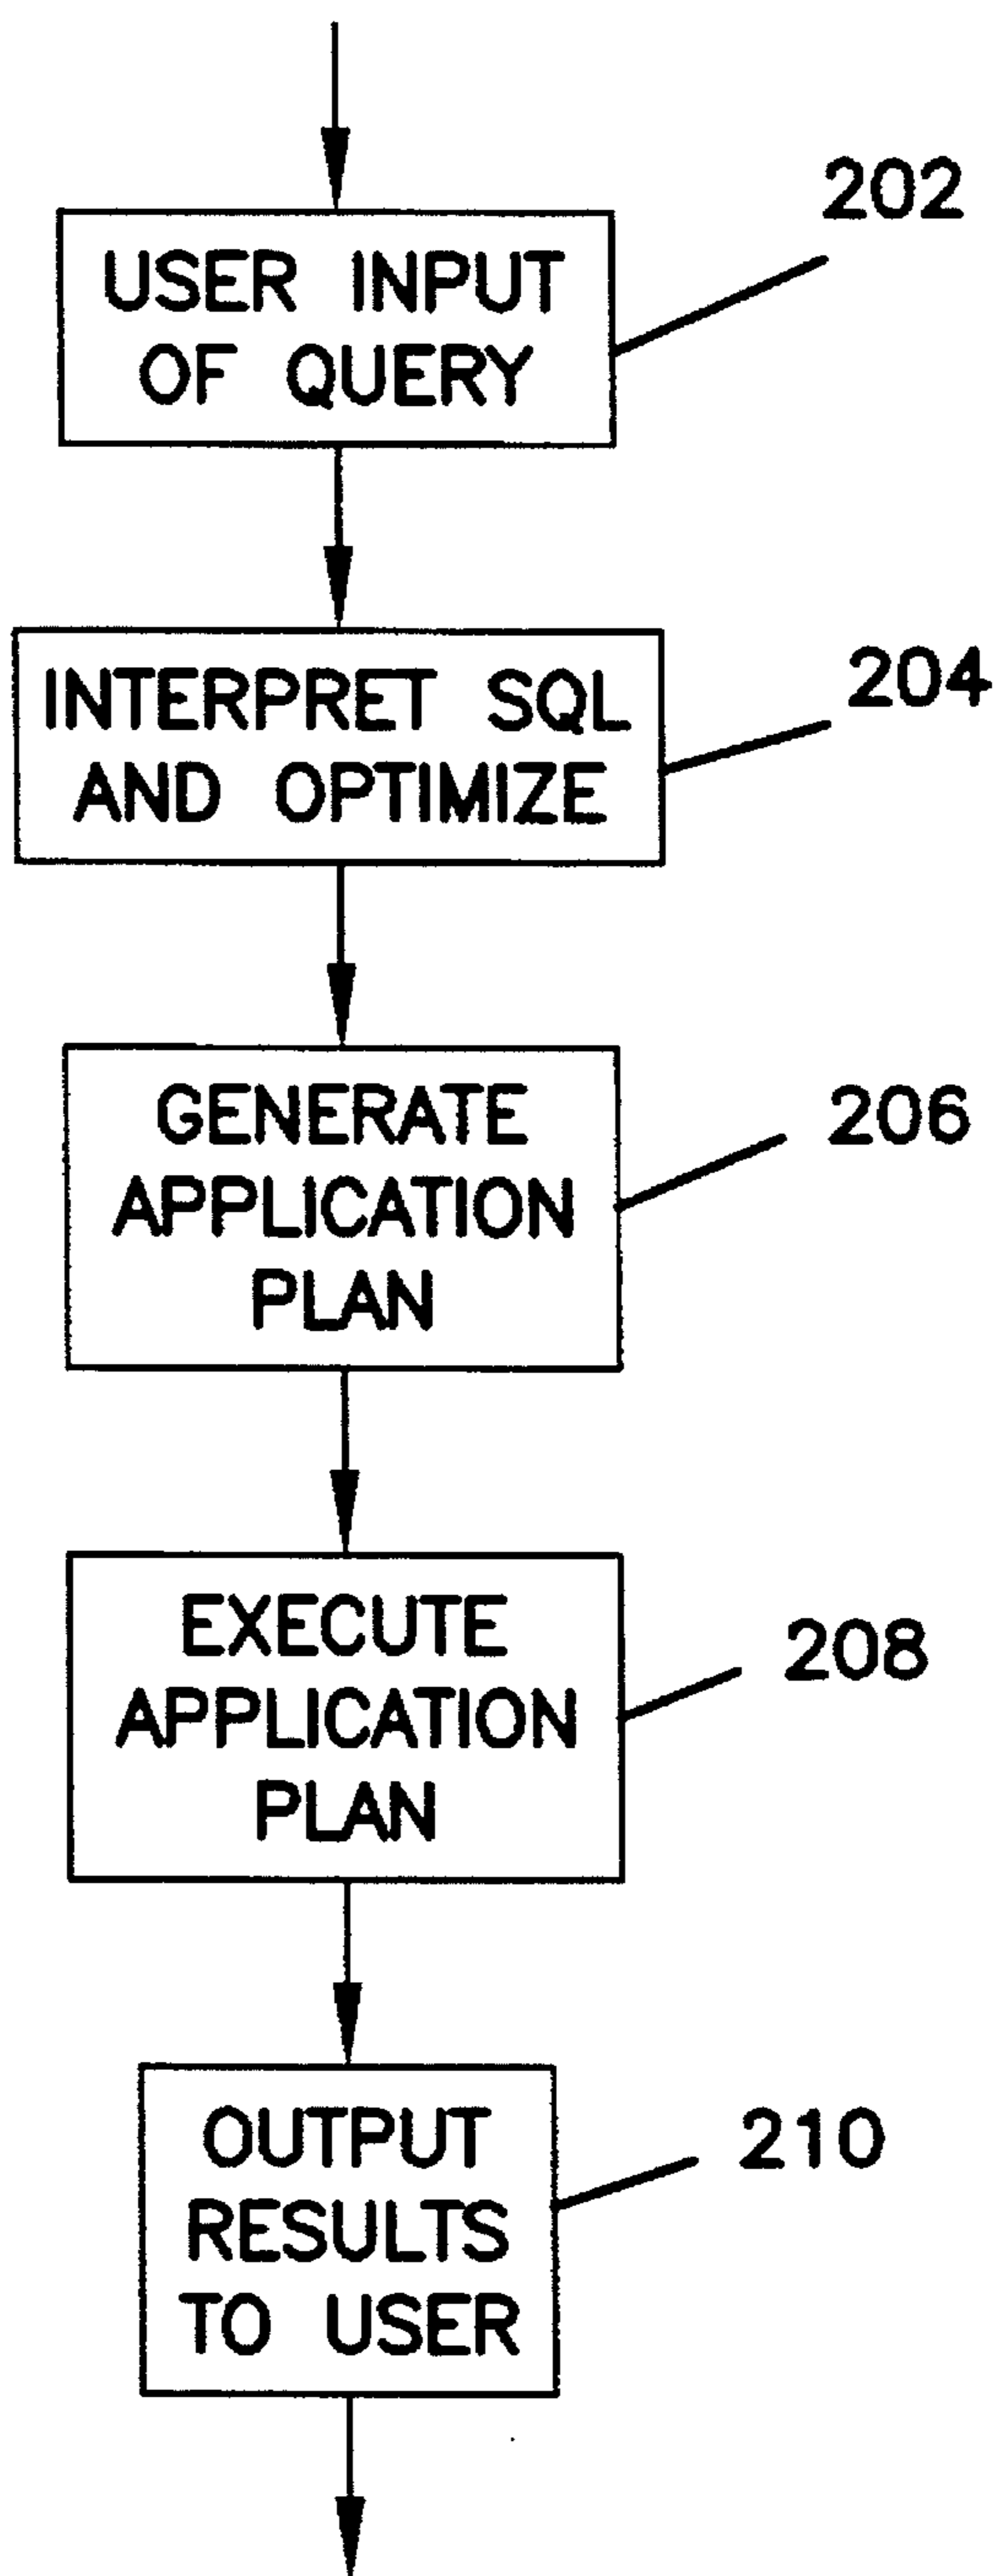 202
USER INPUT
OF QUERY
204
INTERPRET SQL
AND OPTIMIZE
206
GENERATE
APPLICATION
PLAN
208
EXECUTE
APPLICATION
PLAN
210
OUTPUT
RESULTS
TO USER